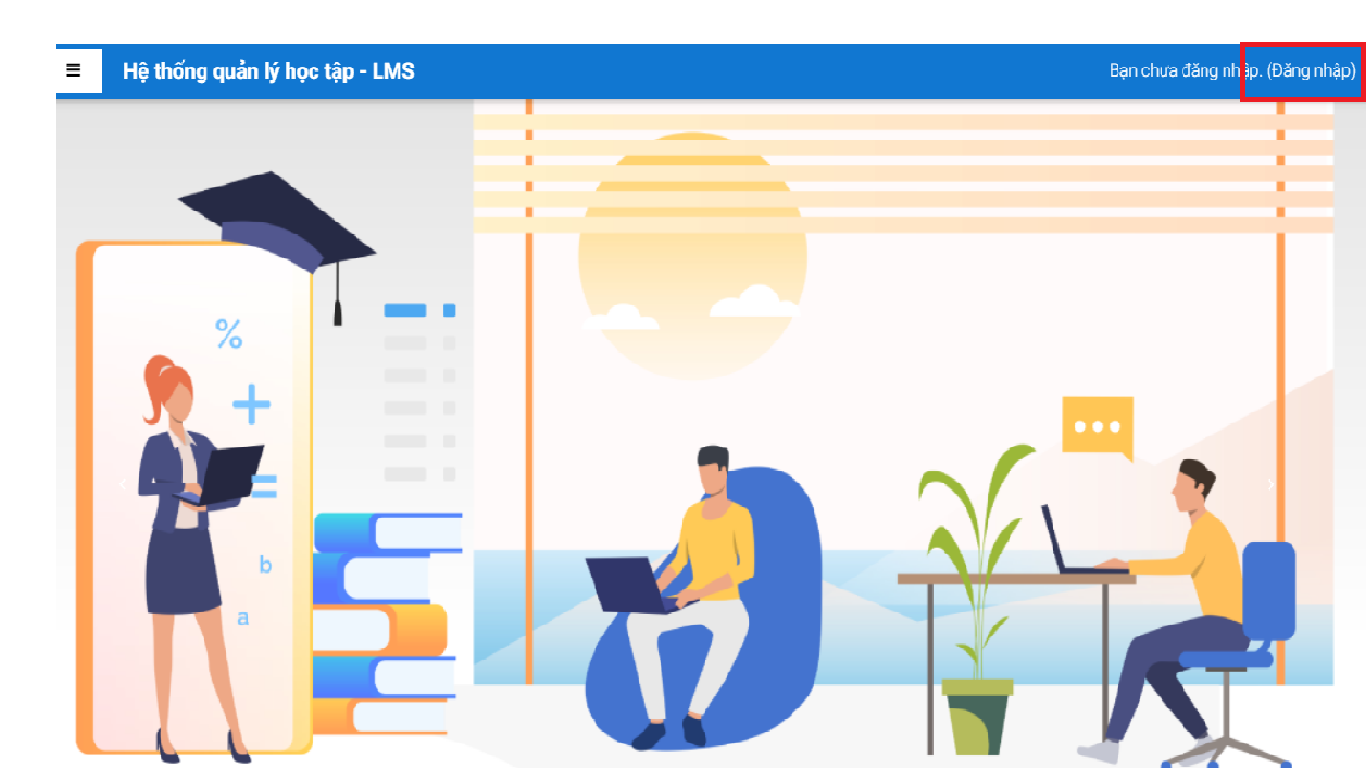 Hệ thống quản lý học tập - LMS
Bạn chưa đăng nhập. (Đăng nhập)
%
+
=
b
a